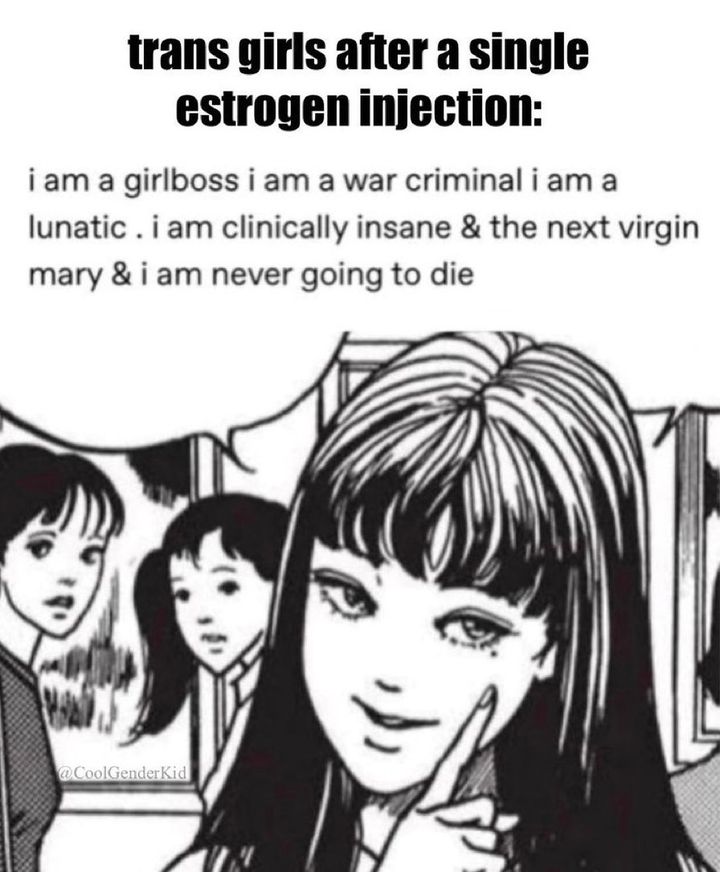 trans girls after a single
estrogen injection:
i am a girlboss i am a war criminal i am a
lunatic . i am clinically insane & the next virgin
mary & i am never going to die
@CoolGenderKid